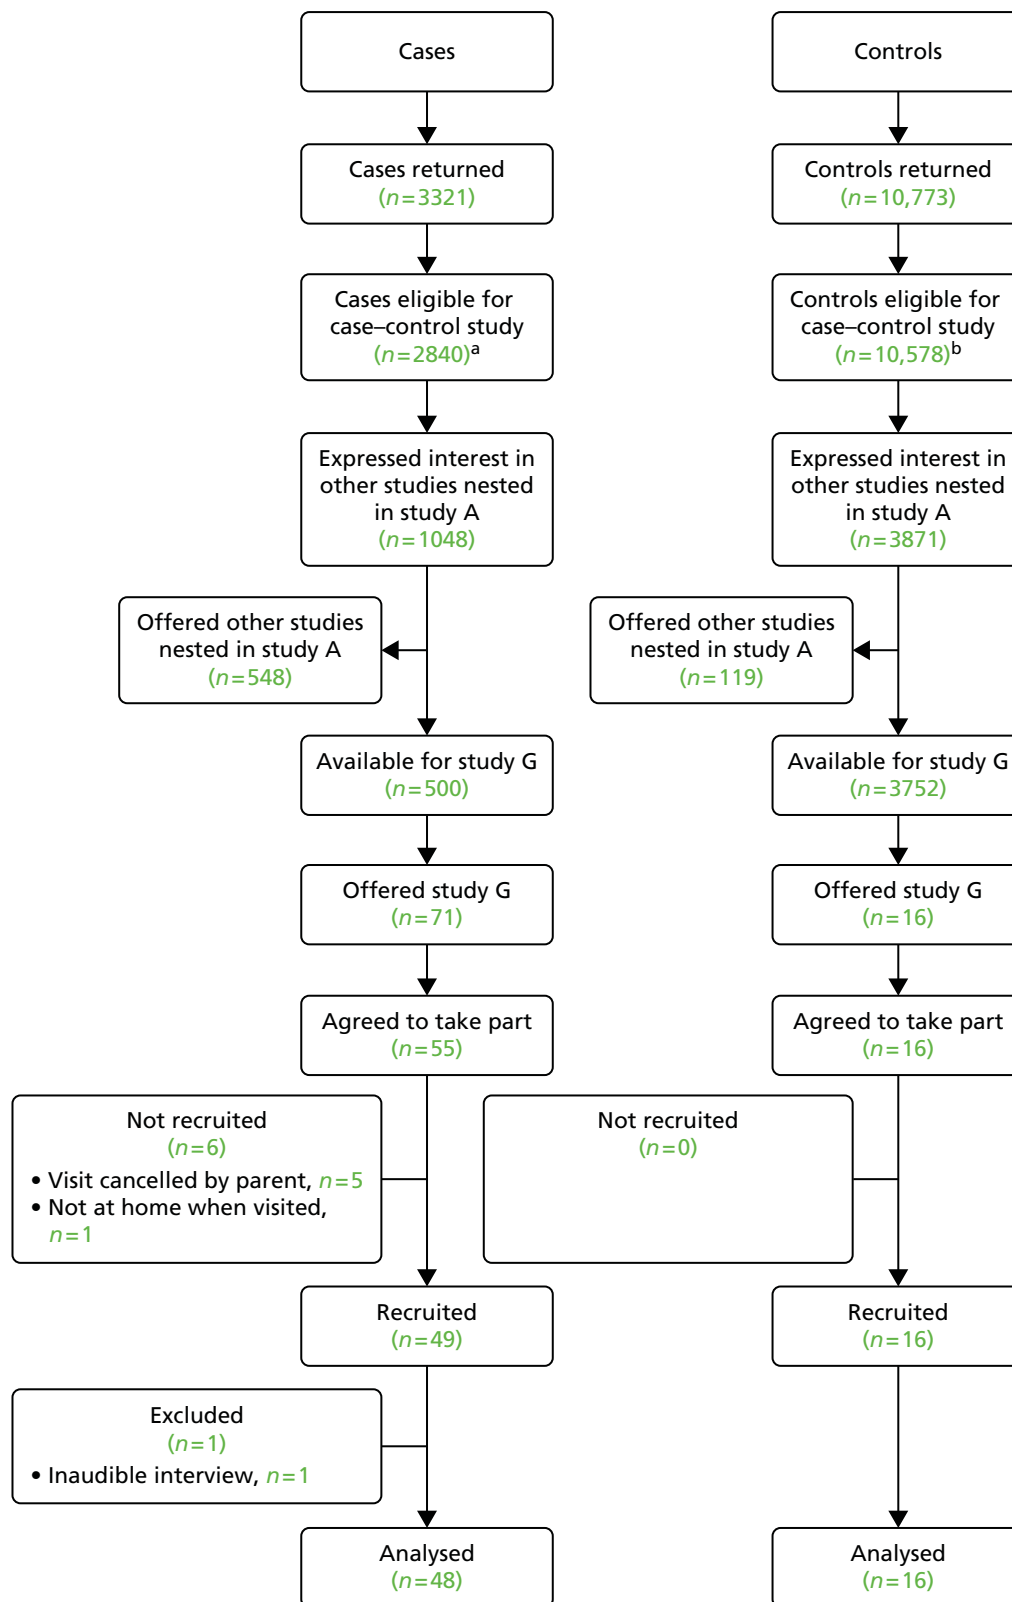 Cases
Cases returned
(n=3321)
Cases eligible for
case–control study
(n=2840)a
Expressed interest in
other studies nested
in study A
(n=1048)
Offered other studies
nested in study A
(n=548)
Available for study G
(n=500)
Offered study G
(n=71)
Agreed to take part
(n=55)
Not recruited
(n=6)
• Visit cancelled by parent, n=5
• Not at home when visited,
n=1
Recruited
(n=49)
Excluded
(n=1)
• Inaudible interview, n=1
Analysed
(n=48)
Controls
Controls returned
(n=10,773)
Controls eligible for
case–control study
(n=10,578)b
Expressed interest in
other studies nested
in study A
(n=3871)
Offered other studies
nested in study A
(n=119)
Available for study G
(n=3752)
Offered study G
(n=16)
Agreed to take part
(n=16)
Not recruited
(n=0)
Recruited
(n=16)
Analysed
(n=16)